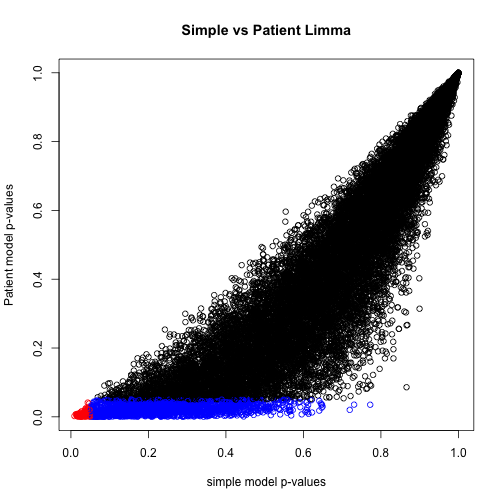 Simple vs Patient Limma
Patient model p-values
1.0
0.8
0.6
0.4
0.2
0.0
0.0 0.2 0.4 0.6 0.8 1.0
simple model p-values